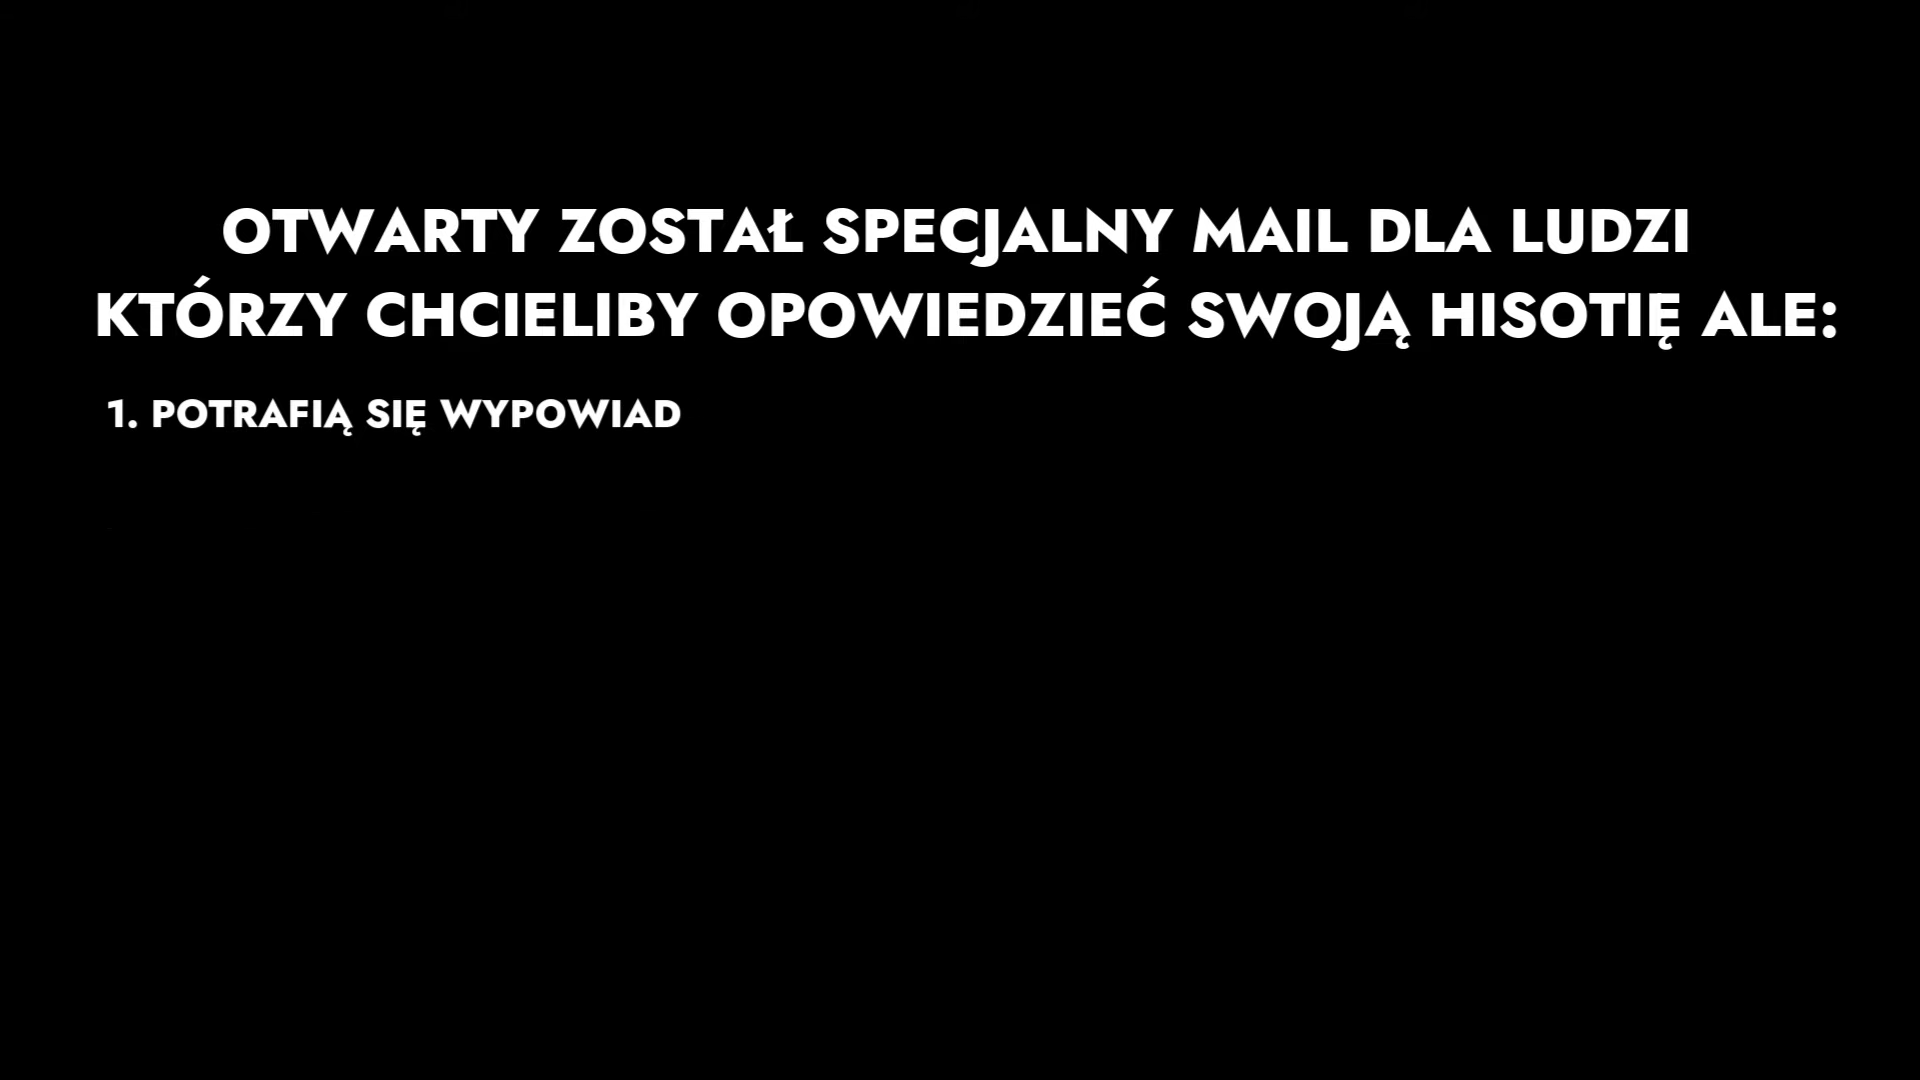 OTWARTY ZOSTAŁ SPECJALNY MAIL DLA LUDZI
KTÓRZY CHCIELIBY OPOWIEDZIEĆ SWOJĄ HISOTIĘ ALE:
1. POTRAFIĄ SIĘ WYPOWIAD